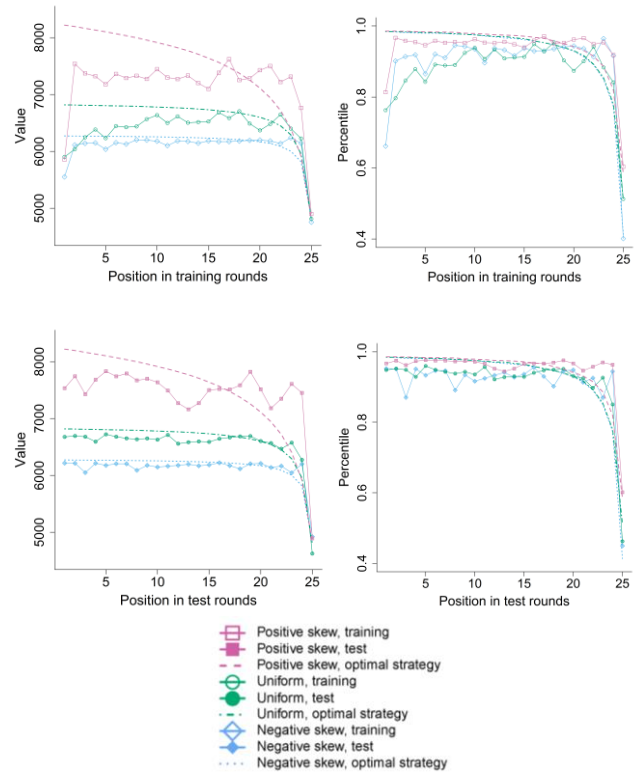 8000
7000
6000
5000
Value
5
10
15
20
25
Position in training rounds
1.0
0.8
0.6
0.4
Percentile
5
10
15
20
25
Position in training rounds
8000
7000
6000
5000
Value
5
10
15
20
25
Position in test rounds
1.0
0.8
0.6
0.4
Percentile
5
10
15
20
25
Position in test rounds
Positive skew, training
Positive skew, test
Positive skew, optimal strategy
Uniform, training
Uniform, test
Uniform, optimal strategy
Negative skew, training
Negative skew, test
Negative skew, optimal strategy